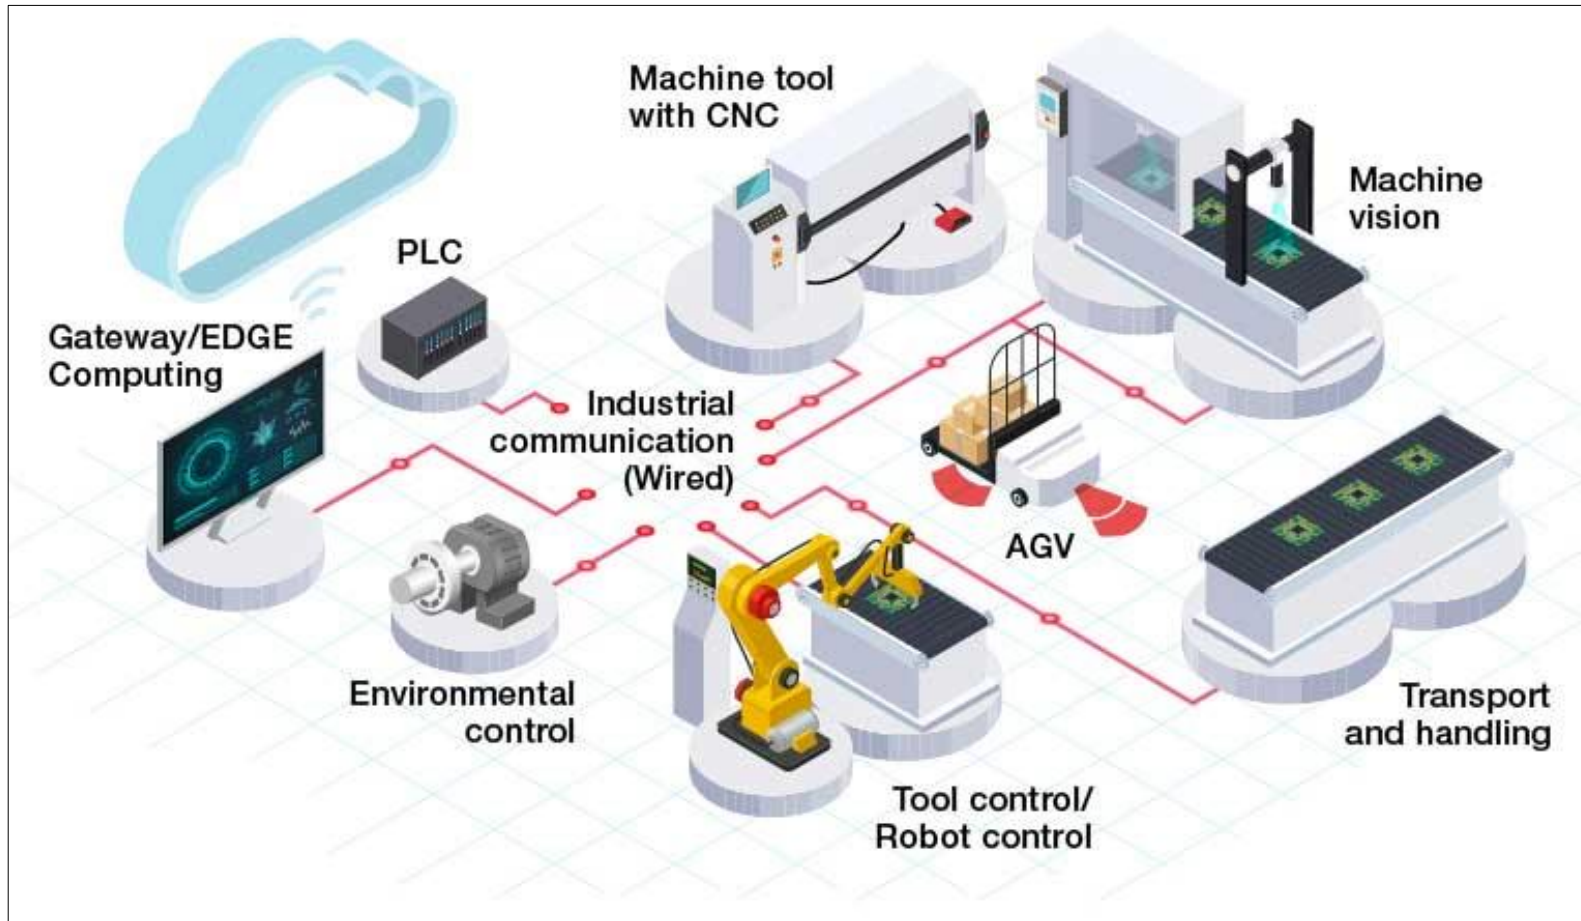 Machine tool
with CNC
Machine
vision
PLC
Gateway/EDGE
Computing
Industrial
communication
(Wired)
AGV
Environmental
control
Transport
and handling
Tool control/
Robot control